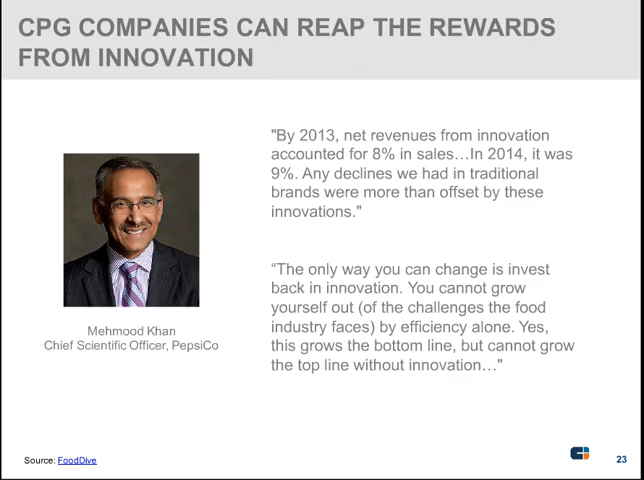 CPG COMPANIES CAN REAP THE REWARDS
FROM INNOVATION
"By 2013, net revenues from innovation
accounted for 8% in sales…In 2014, it was
9%. Any declines we had in traditional
brands were more than offset by these
innovations."
“The only way you can change is invest
back in innovation. You cannot grow
yourself out (of the challenges the food
industry faces) by efficiency alone. Yes,
this grows the bottom line, but cannot grow
the top line without innovation…"
Mehmood Khan
Chief Scientific Officer, PepsiCo
Source: FoodDive
23